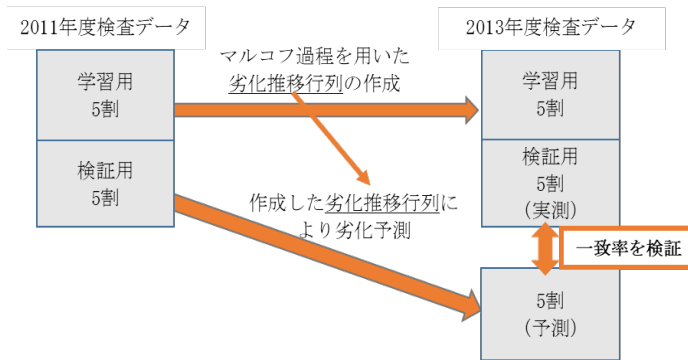 2011年度検査データ
学習用
5割
検証用
5割
マルコフ過程を用いた
劣化推移行列の作成
作成した劣化推移行列に
より劣化予測
2013年度検査データ
学習用
5割
検証用
5割
(実測)
一致率を検証
5割
(予測)